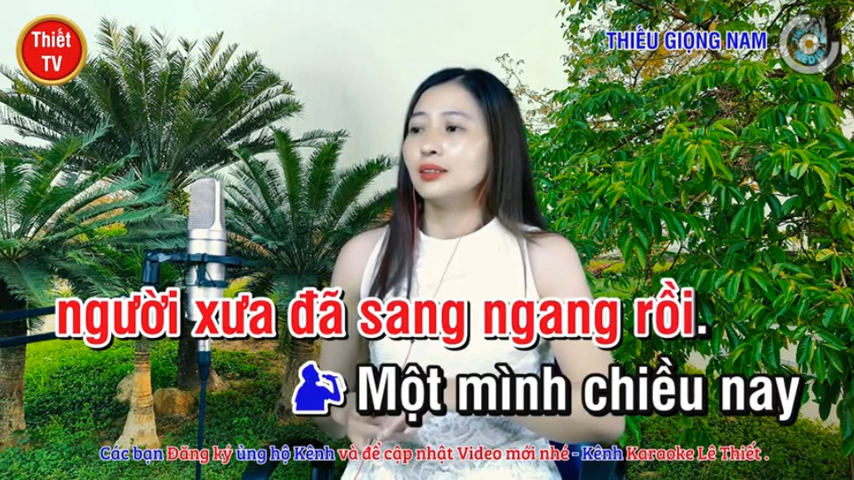 Thiết
TV
THIẾU GIỌNG NAM
người xưa đã sang ngang rồi.
Một mình chiều nay
Các bạn Đăng ký ủng hộ Kênh và để cập nhật Video mới nhé - Kênh Karaoke Lê Thiết .